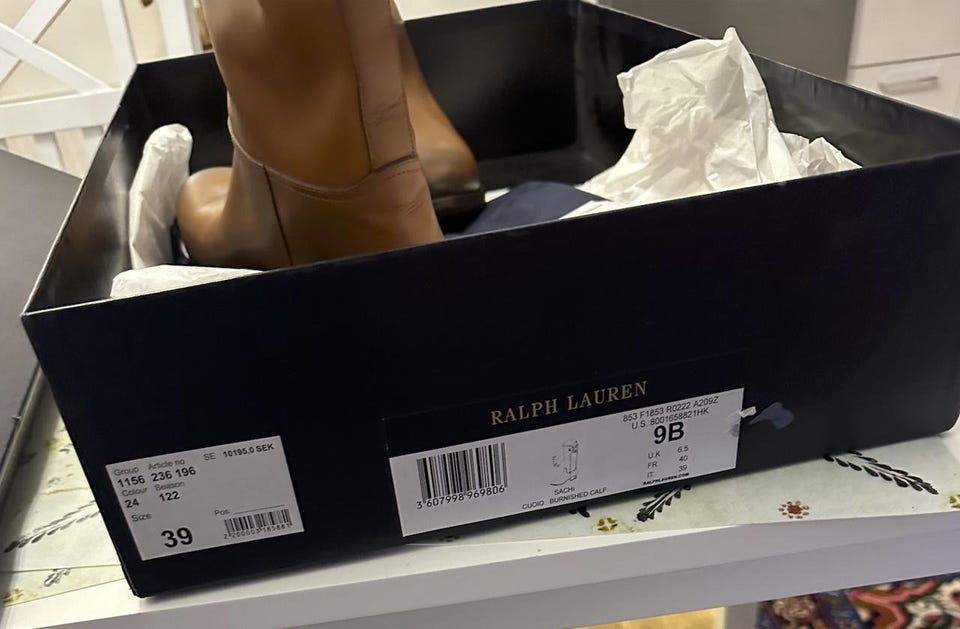 RALPH LAUREN
853 F1853 R0222 A209Z
U.S. 8001658821HK
9B
UK 6.5
FR. 40
IT. 39
RALPHLAUREN.COM
3 607998 969806
SACHI
CUOIO BURNISHED CALF
Group Article no SE 10195,0 SEK
1156 236 196
Colour Season
24 122
Size Pos.
39